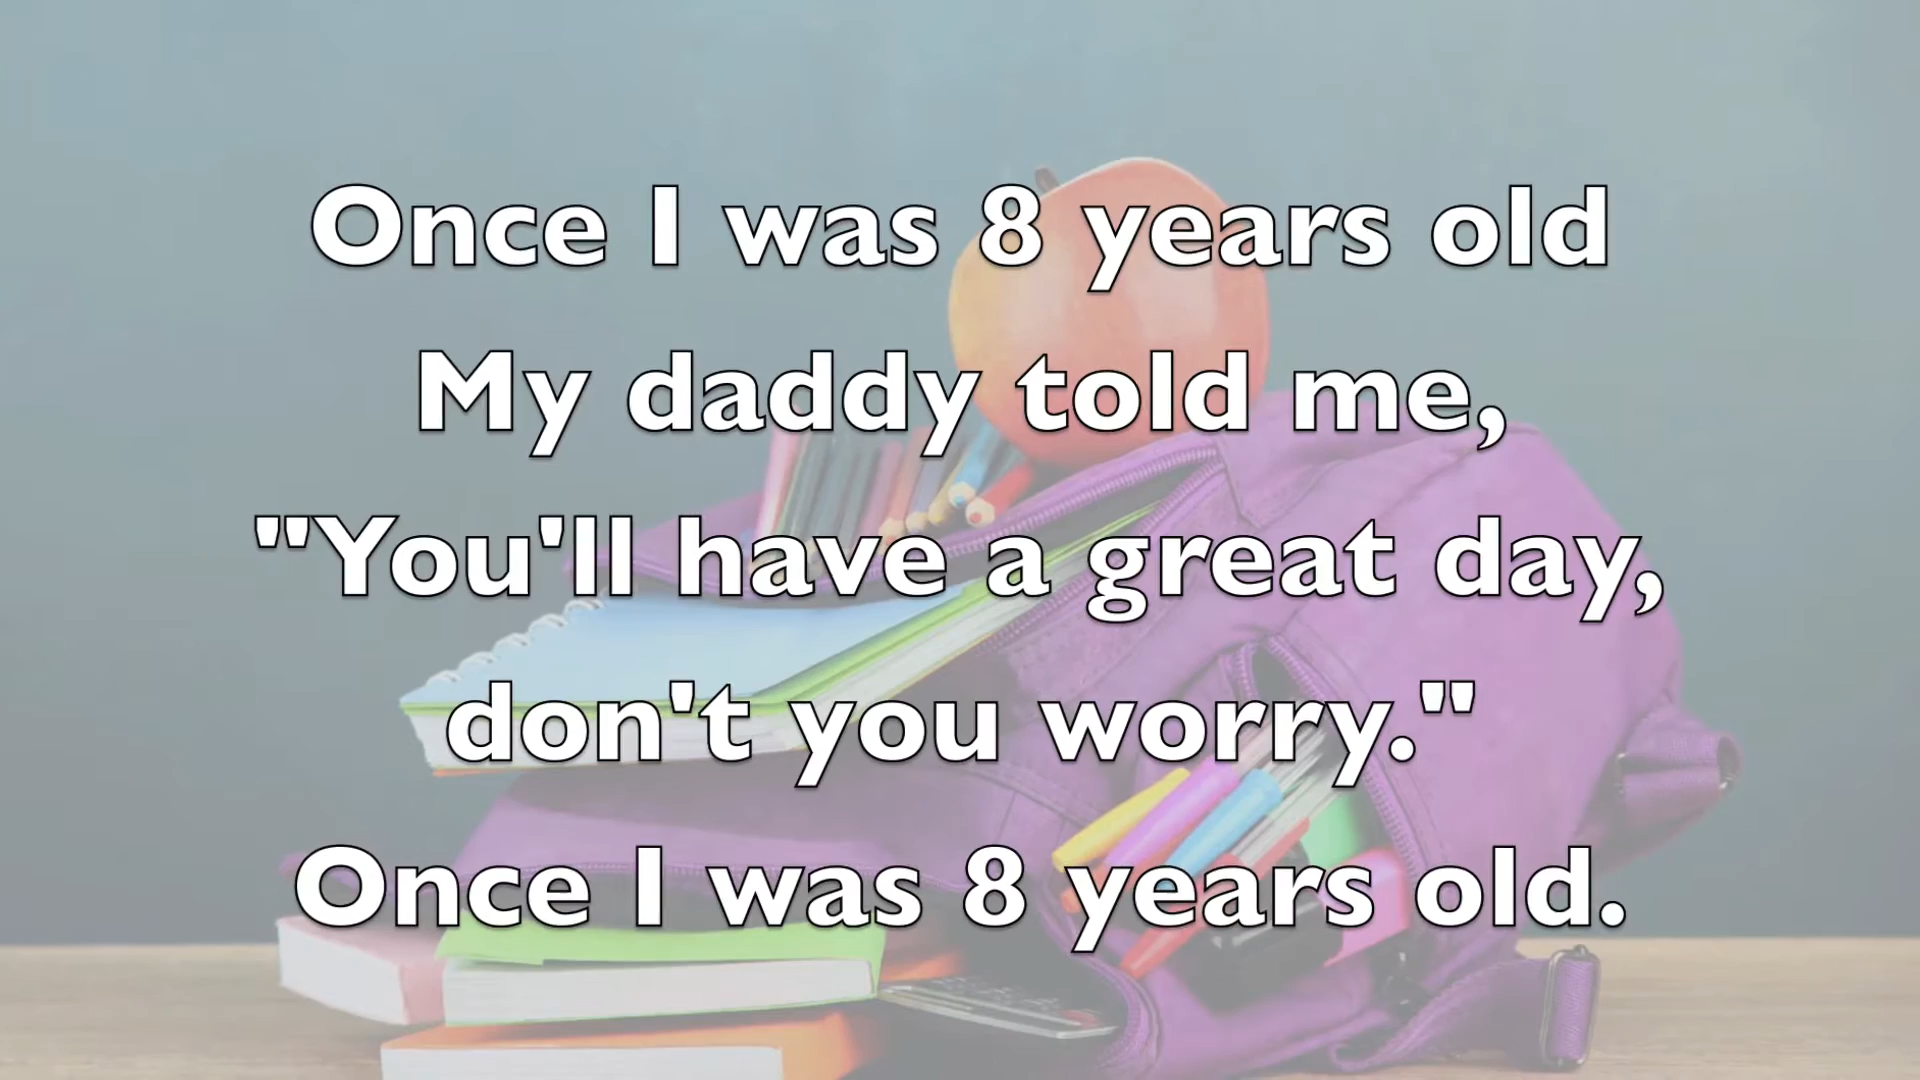 Once I was 8 years old
My daddy told me,
"You'll have a great day,
don't you worry."
Once I was 8 years old.